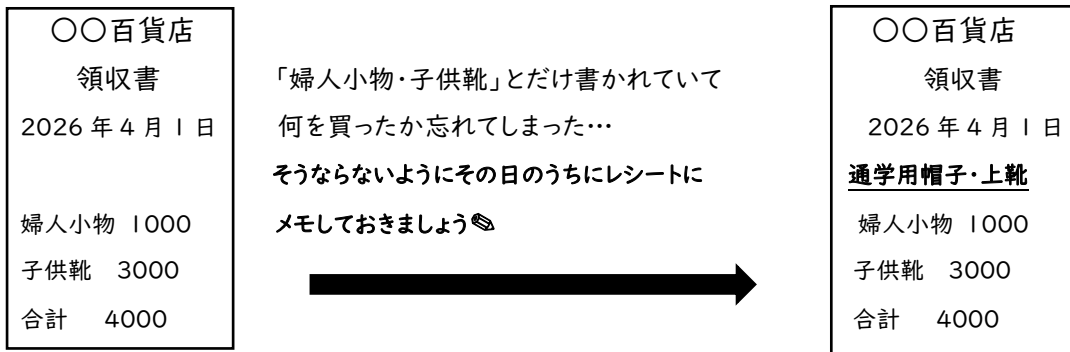 〇〇百貨店
領収書
2026年4月1日
婦人小物 1000
子供靴 3000
合計 4000
「婦人小物・子供靴」とだけ書かれていて
何を買ったか忘れてしまった…
そうならないようにその日のうちにレシートに
メモしておきましょう✎
〇〇百貨店
領収書
2026年4月1日
通学用帽子・上靴
婦人小物 1000
子供靴 3000
合計 4000